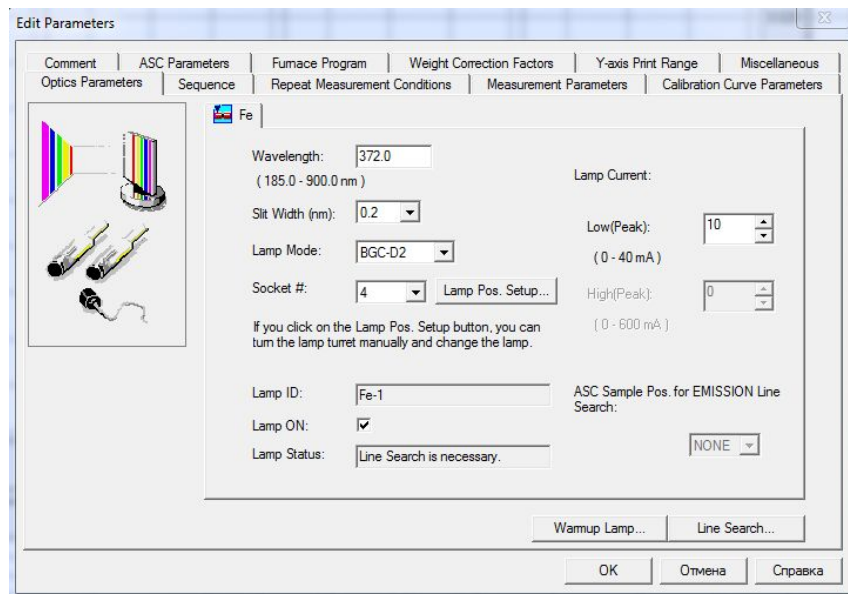 Edit Parameters
Comment
ASC Parameters
Furnace Program
Weight Correction Factors
Y-axis Print Range
Miscellaneous
Optics Parameters
Sequence
Repeat Measurement Conditions
Measurement Parameters
Calibration Curve Parameters
Fe
Wavelength: 372.0
( 185.0 - 900.0 nm )
Slit Width (nm): 0.2
Lamp Mode: BGC-D2
Socket #: 4 Lamp Pos. Setup...
If you click on the Lamp Pos. Setup button, you can
turn the lamp turret manually and change the lamp.
Lamp ID: Fe-1
Lamp ON:
Lamp Status: Line Search is necessary.
Lamp Current:
Low(Peak): 10
( 0 - 40 mA )
High(Peak): 0
( 0 - 600 mA )
ASC Sample Pos. for EMISSION Line
Search:
NONE
Warmup Lamp... Line Search...
OK Отмена Справка